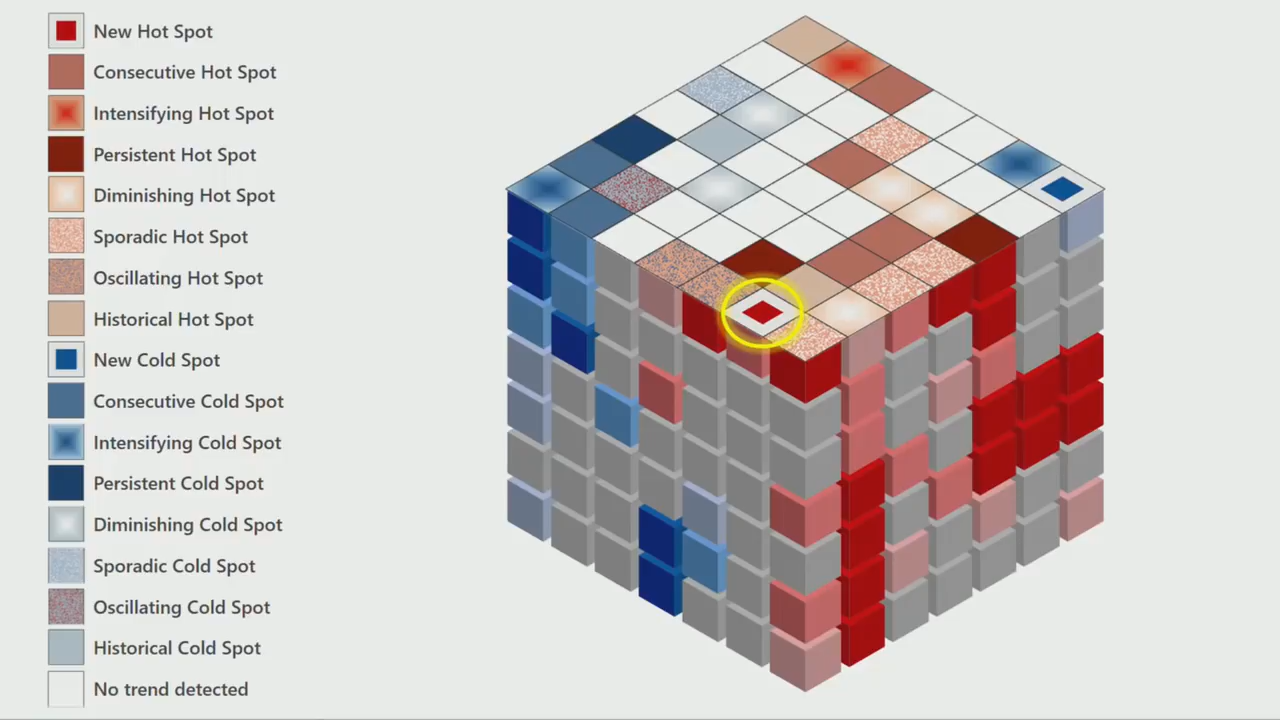 New Hot Spot
Consecutive Hot Spot
Intensifying Hot Spot
Persistent Hot Spot
Diminishing Hot Spot
Sporadic Hot Spot
Oscillating Hot Spot
Historical Hot Spot
New Cold Spot
Consecutive Cold Spot
Intensifying Cold Spot
Persistent Cold Spot
Diminishing Cold Spot
Sporadic Cold Spot
Oscillating Cold Spot
Historical Cold Spot
No trend detected